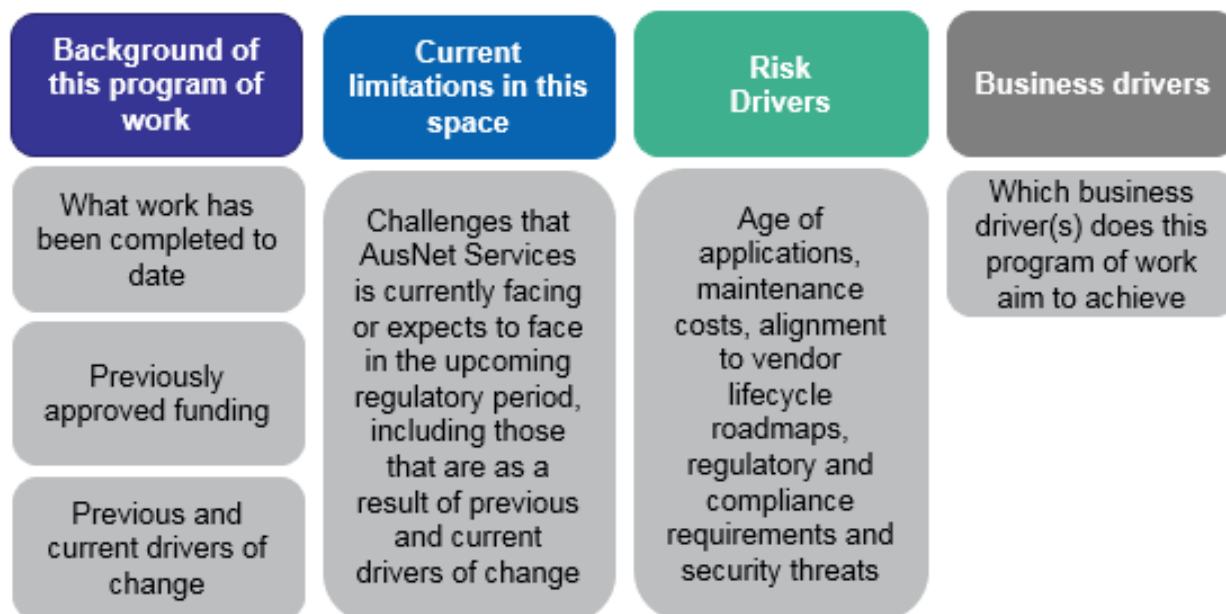 Background of
this program of
work
What work has
been completed to
date
Previously
approved funding
Previous and
current drivers of
change
Current
limitations in this
space
Challenges that
AusNet Services
is currently facing
or expects to face
in the upcoming
regulatory period,
including those
that are as a
result of previous
and current
drivers of change
Risk
Drivers
Age of
applications,
maintenance
costs, alignment
to vendor
lifecycle
roadmaps,
regulatory and
compliance
requirements and
security threats
Business drivers
Which business
driver(s) does this
program of work
aim to achieve